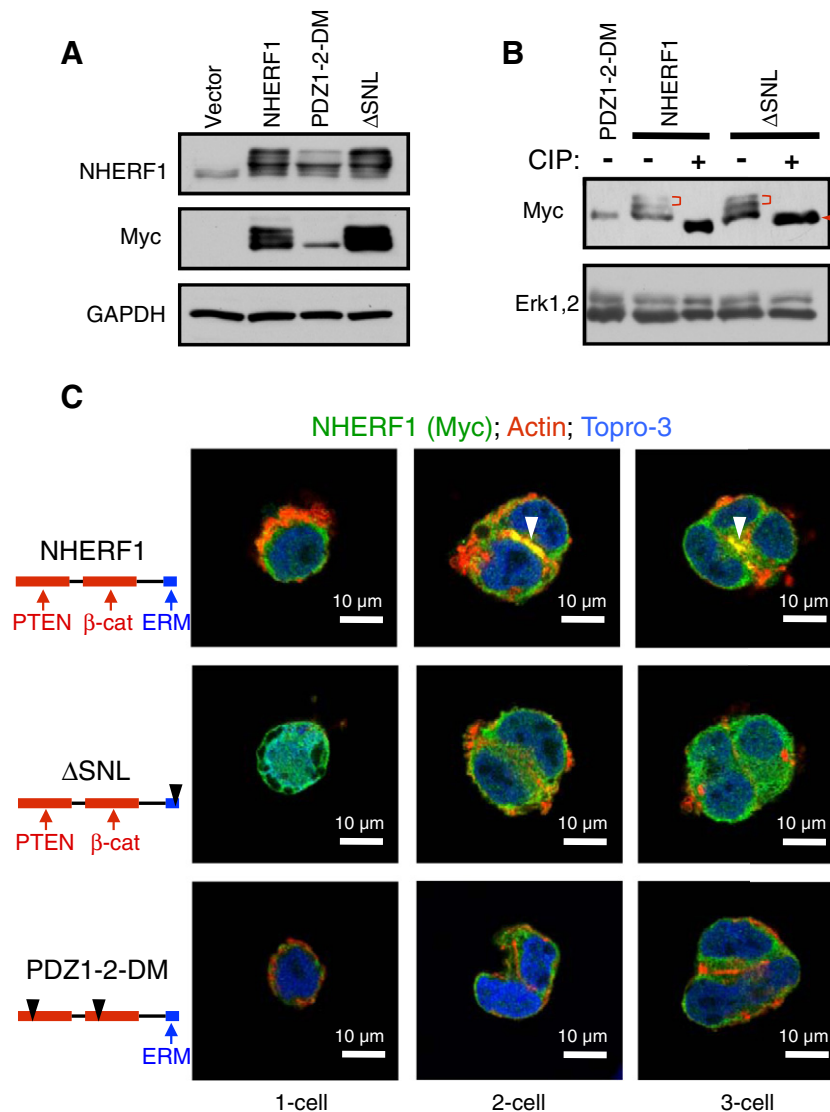 A
Vector
NHERF1
PDZ1-2-DM
ΔSNL
NHERF1
Myc
GAPDH
B
PDZ1-2-DM
NHERF1
ΔSNL
CIP: - - + - +
Myc
Erk1,2
C
NHERF1 (Myc); Actin; Topro-3
NHERF1
PTEN β-cat ERM
10 µm
10 µm
10 µm
ΔSNL
PTEN β-cat
10 µm
10 µm
10 µm
PDZ1-2-DM
ERM
10 µm
10 µm
10 µm
1-cell
2-cell
3-cell